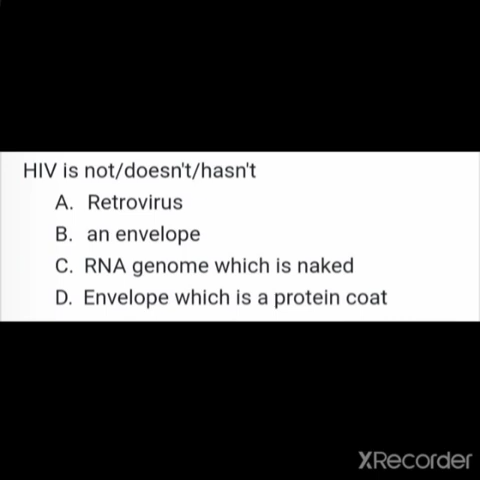 HIV is not/doesn't/hasn't
A. Retrovirus
B. an envelope
C. RNA genome which is naked
D. Envelope which is a protein coat
XRecorder